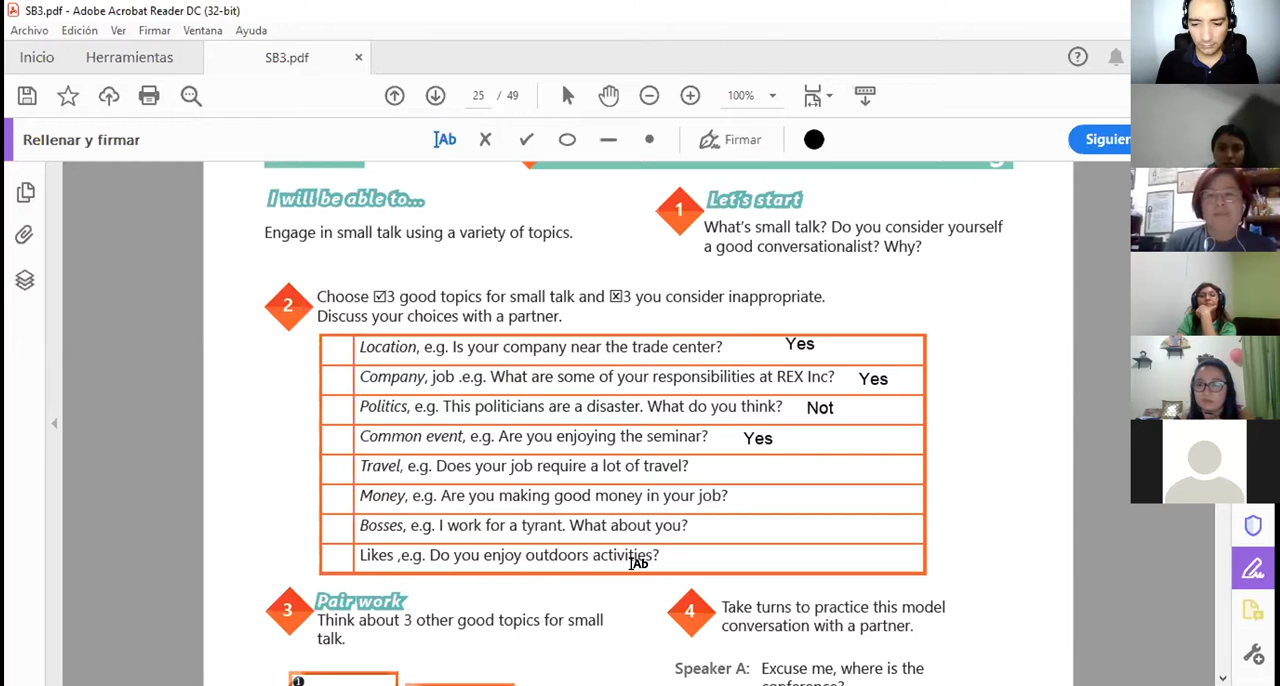 SB3.pdf - Adobe Acrobat Reader DC (32-bit)
Archivo Edición Ver Firmar Ventana Ayuda
Inicio Herramientas SB3.pdf ×
25 / 49 100%
Rellenar y firmar Ab Firmar Siguien
I will be able to...
Engage in small talk using a variety of topics.
1 Let's start
What's small talk? Do you consider yourself
a good conversationalist? Why?
2 Choose ☑3 good topics for small talk and ☒3 you consider inappropriate.
Discuss your choices with a partner.
Location, e.g. Is your company near the trade center? Yes
Company, job .e.g. What are some of your responsibilities at REX Inc? Yes
Politics, e.g. This politicians are a disaster. What do you think? Not
Common event, e.g. Are you enjoying the seminar? Yes
Travel, e.g. Does your job require a lot of travel?
Money, e.g. Are you making good money in your job?
Bosses, e.g. I work for a tyrant. What about you?
Likes ,e.g. Do you enjoy outdoors activities?
Ab
3 Pair work
Think about 3 other good topics for small
talk.
1
4 Take turns to practice this model
conversation with a partner.
Speaker A: Excuse me, where is the
conference?